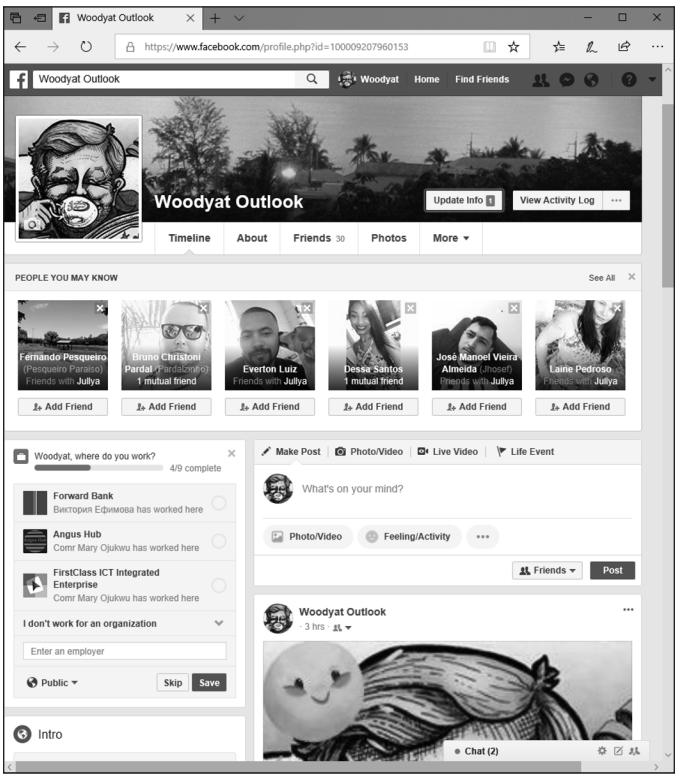 Woodyat Outlook
https://www.facebook.com/profile.php?id=100009207960153
Woodyat Outlook
Woodyat
Home
Find Friends
Woodyat Outlook
Update Info 1
View Activity Log
Timeline
About
Friends 30
Photos
More
PEOPLE YOU MAY KNOW
See All
Fernando Pesqueiro
(Pesqueiro Paraíso)
Friends with Jullya
Add Friend
Bruno Christoni
Pardal (Pardalzinho)
1 mutual friend
Add Friend
Everton Luiz
Friends with Jullya
Add Friend
Dessa Santos
1 mutual friend
Add Friend
José Manoel Vieira
Almeida (Jhosef)
Friends with Jullya
Add Friend
Laine Pedroso
Friends with Jullya
Add Friend
Woodyat, where do you work?
4/9 complete
Forward Bank
Виктория Ефимова has worked here
Angus Hub
Comr Mary Ojukwu has worked here
FirstClass ICT Integrated
Enterprise
Comr Mary Ojukwu has worked here
I don't work for an organization
Enter an employer
Public
Skip
Save
Intro
Make Post
Photo/Video
Live Video
Life Event
What's on your mind?
Photo/Video
Feeling/Activity
Friends
Post
Woodyat Outlook
· 3 hrs ·
Chat (2)